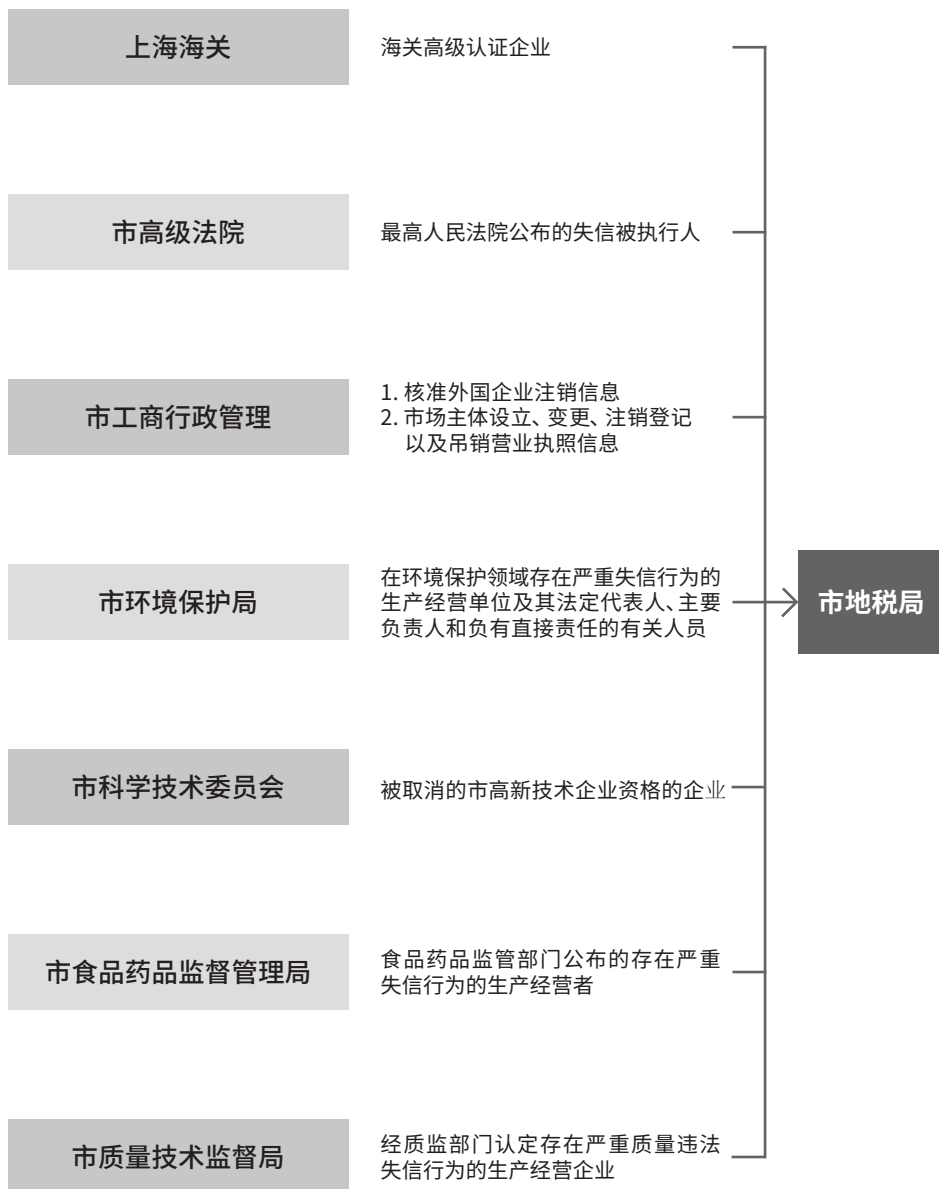 上海海关
海关高级认证企业
市高级法院
最高人民法院公布的失信被执行人
市工商行政管理
1. 核准外国企业注销信息
2. 市场主体设立、变更、注销登记
以及吊销营业执照信息
市环境保护局
在环境保护领域存在严重失信行为的
生产经营单位及其法定代表人、主要
负责人和负有直接责任的有关人员
市地税局
市科学技术委员会
被取消的市高新技术企业资格的企业
市食品药品监督管理局
食品药品监管部门公布的存在严重
失信行为的生产经营者
市质量技术监督局
经质监部门认定存在严重质量违法
失信行为的生产经营企业